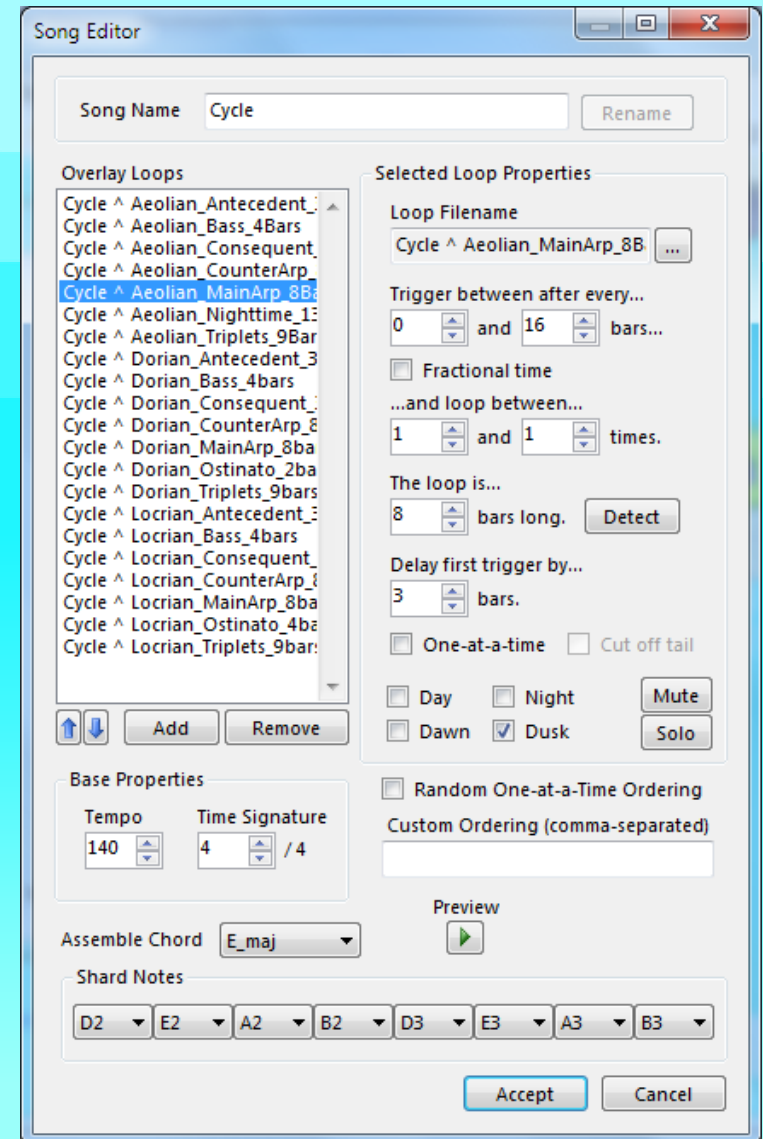 Song Editor
Song Name Cycle Rename
Overlay Loops
Cycle ^ Aeolian_Antecedent_
Cycle ^ Aeolian_Bass_4Bars
Cycle ^ Aeolian_Consequent_
Cycle ^ Aeolian_CounterArp_
Cycle ^ Aeolian_MainArp_8Ba
Cycle ^ Aeolian_Nighttime_13
Cycle ^ Aeolian_Triplets_9Bar
Cycle ^ Dorian_Antecedent_3
Cycle ^ Dorian_Bass_4bars
Cycle ^ Dorian_Consequent_
Cycle ^ Dorian_CounterArp_8
Cycle ^ Dorian_MainArp_8ba
Cycle ^ Dorian_Ostinato_2ba
Cycle ^ Dorian_Triplets_9bars
Cycle ^ Locrian_Antecedent_3
Cycle ^ Locrian_Bass_4bars
Cycle ^ Locrian_Consequent_
Cycle ^ Locrian_CounterArp_8
Cycle ^ Locrian_MainArp_8ba
Cycle ^ Locrian_Ostinato_4ba
Cycle ^ Locrian_Triplets_9bars
Add Remove
Selected Loop Properties
Loop Filename
Cycle ^ Aeolian_MainArp_8B ...
Trigger between after every...
0 and 16 bars...
Fractional time
...and loop between...
1 and 1 times.
The loop is...
8 bars long. Detect
Delay first trigger by...
3 bars.
One-at-a-time Cut off tail
Day Night Mute
Dawn Dusk Solo
Base Properties
Tempo Time Signature
140 4 / 4
Random One-at-a-Time Ordering
Custom Ordering (comma-separated)
Assemble Chord E_maj
Preview
Shard Notes
D2 E2 A2 B2 D3 E3 A3 B3
Accept Cancel